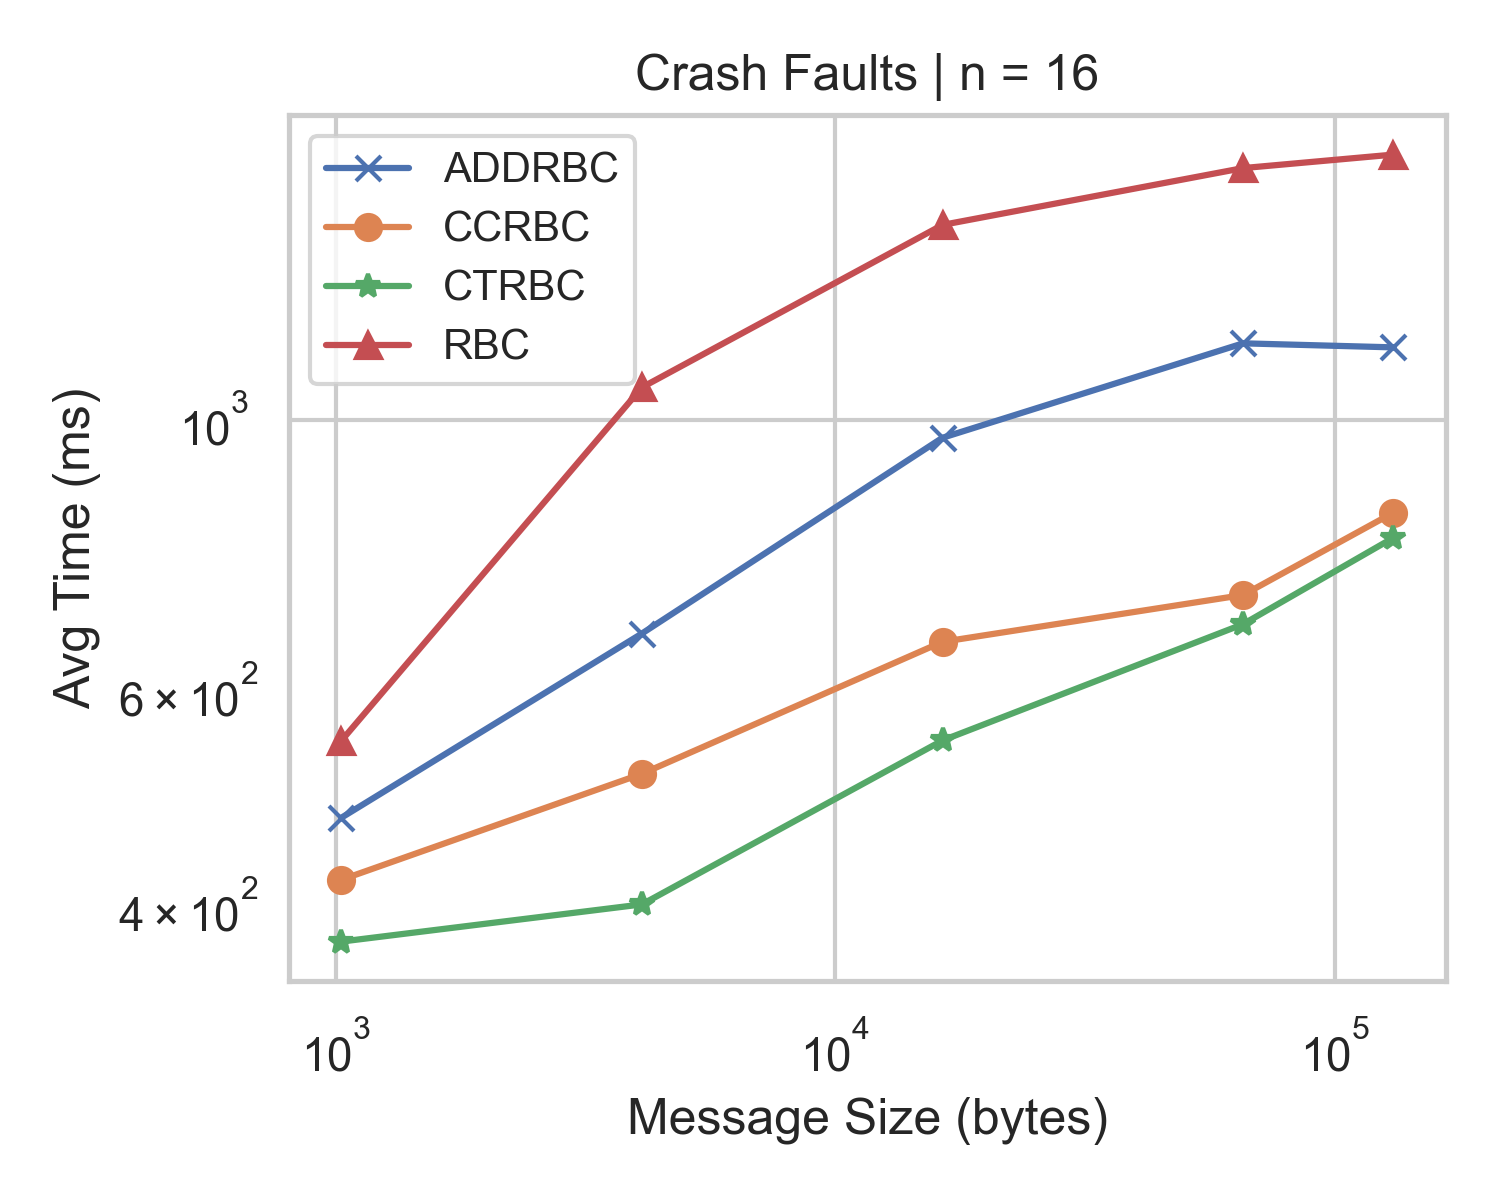 Crash Faults | n = 16
ADDRBC
CCRBC
CTRBC
RBC
Avg Time (ms)
10³
6 × 10²
4 × 10²
10³ 10⁴ 10⁵
Message Size (bytes)